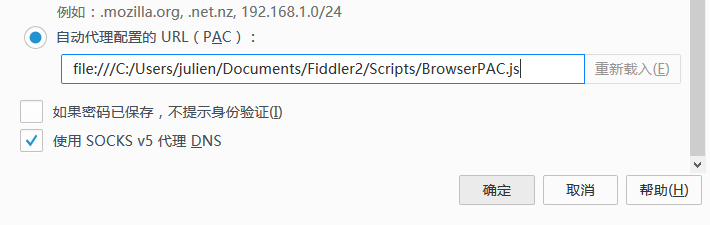 例如：.mozilla.org, .net.nz, 192.168.1.0/24
自动代理配置的 URL（PAC）：
file:///C:/Users/julien/Documents/Fiddler2/Scripts/BrowserPAC.js
重新载入(E)
如果密码已保存，不提示身份验证(I)
使用 SOCKS v5 代理 DNS
确定 取消 帮助(H)